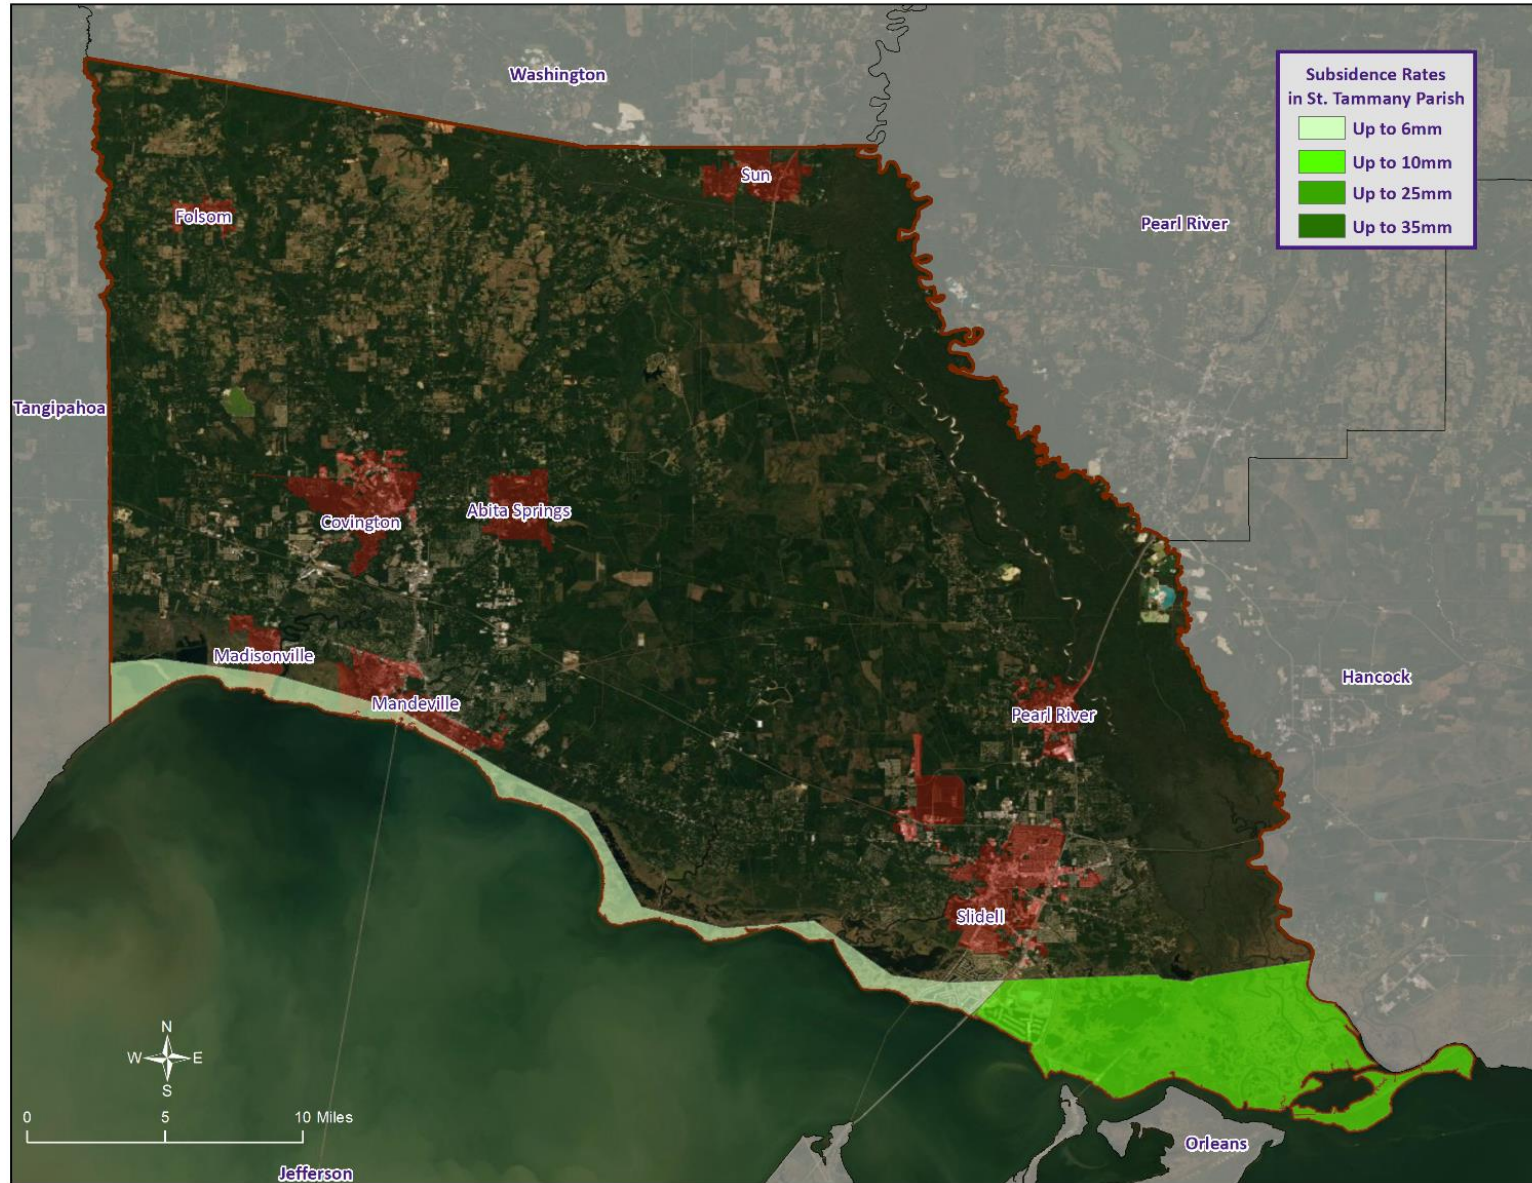 Washington
Subsidence Rates
in St. Tammany Parish
Up to 6mm
Up to 10mm
Up to 25mm
Up to 35mm
Sun
Folsom
Pearl River
Tangipahoa
Covington
Abita Springs
Madisonville
Hancock
Mandeville
Pearl River
Slidell
N
W E
S
0 5 10 Miles
Orleans
Jefferson